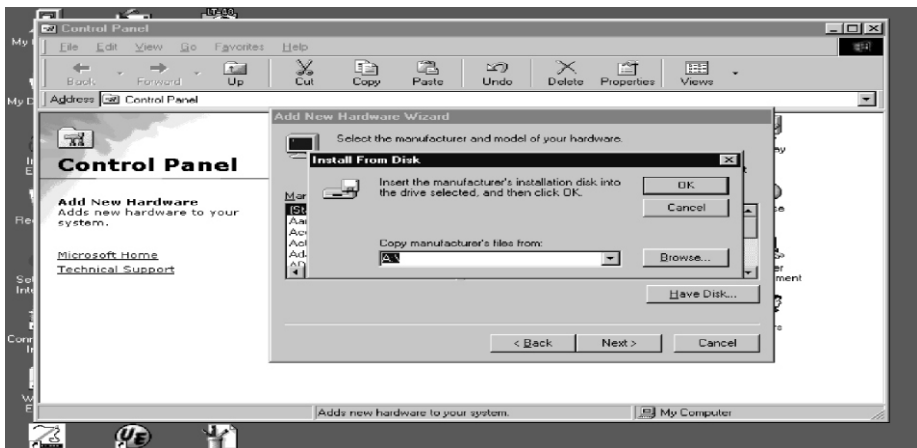 LT-40,
Control Panel
File Edit View Go Favorites Help
Back Forward Up Cut Copy Paste Undo Delete Properties Views
Address Control Panel
Add New Hardware Wizard
Select the manufacturer and model of your hardware.
Control Panel
Install From Disk
Insert the manufacturer's installation disk into
the drive selected, and then click OK.
OK
Cancel
Add New Hardware
Adds new hardware to your
system.
Microsoft Home
Technical Support
Copy manufacturer's files from:
A:\
Browse...
Have Disk...
< Back Next > Cancel
Adds new hardware to your system. My Computer
UE